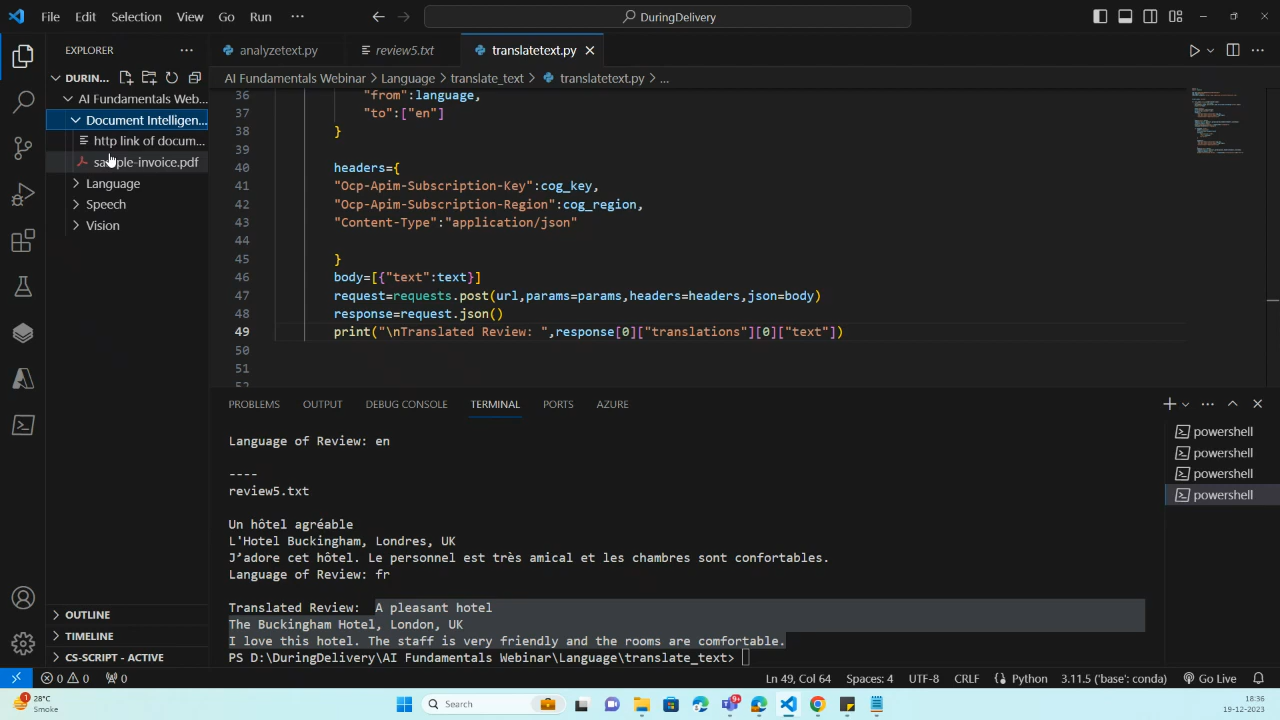 File Edit Selection View Go Run ···
DuringDelivery
EXPLORER ···
analyzetext.py
review5.txt
translatetext.py
DURIN...
AI Fundamentals Webinar > Language > translate_text > translatetext.py > ...
AI Fundamentals Web...
Document Intelligen...
http link of docum...
sample-invoice.pdf
Language
Speech
Vision
36 "from":language,
37 "to":["en"]
38 }
39
40 headers={
41 "Ocp-Apim-Subscription-Key":cog_key,
42 "Ocp-Apim-Subscription-Region":cog_region,
43 "Content-Type":"application/json"
44
45 }
46 body=[{"text":text}]
47 request=requests.post(url,params=params,headers=headers,json=body)
48 response=request.json()
49 print("\nTranslated Review: ",response[0]["translations"][0]["text"])
50
51
52
PROBLEMS OUTPUT DEBUG CONSOLE TERMINAL PORTS AZURE
Language of Review: en
----
review5.txt
Un hôtel agréable
L'Hotel Buckingham, Londres, UK
J’adore cet hôtel. Le personnel est très amical et les chambres sont confortables.
Language of Review: fr
Translated Review: A pleasant hotel
The Buckingham Hotel, London, UK
I love this hotel. The staff is very friendly and the rooms are comfortable.
PS D:\DuringDelivery\AI Fundamentals Webinar\Language\translate_text>
powershell
powershell
powershell
powershell
OUTLINE
TIMELINE
CS-SCRIPT - ACTIVE
0 0 0
Ln 49, Col 64 Spaces: 4 UTF-8 CRLF Python 3.11.5 ('base': conda) Go Live
28°C
Smoke
Search
18:36
19-12-2023